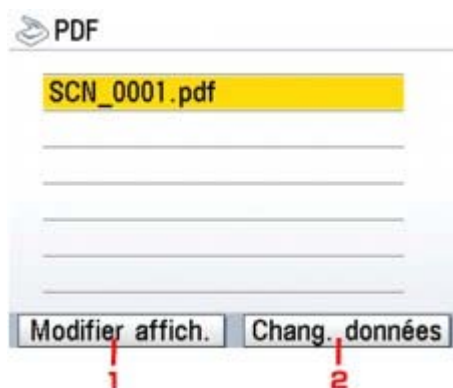 PDF
SCN_0001.pdf
Modifier affich. Chang. données
1 2